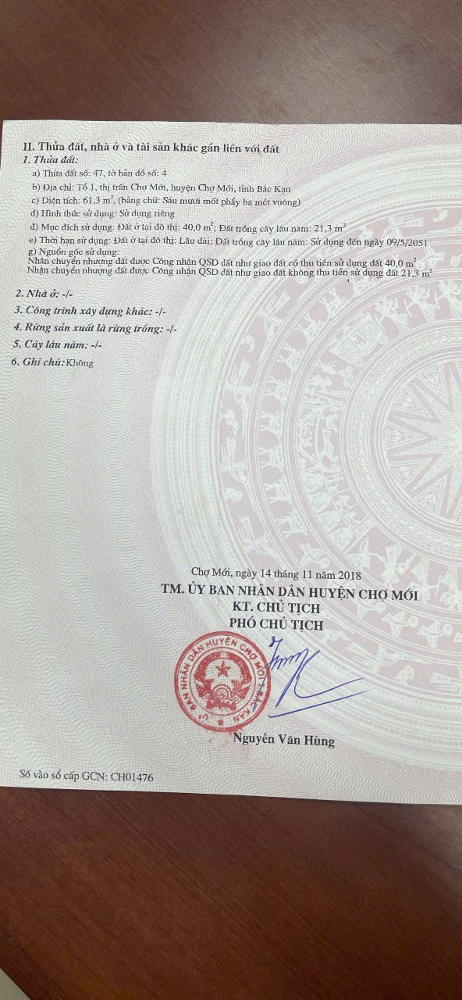 II. Thửa đất, nhà ở và tài sản khác gắn liền với đất
1. Thửa đất:
a) Thửa đất số: 47, tờ bản đồ số: 4
b) Địa chỉ: Tổ 1, thị trấn Chợ Mới, huyện Chợ Mới, tỉnh Bắc Kạn
c) Diện tích: 61,3 m², (bằng chữ: Sáu mươi mốt phẩy ba mét vuông)
d) Hình thức sử dụng: Sử dụng riêng
đ) Mục đích sử dụng: Đất ở tại đô thị: 40,0 m²; Đất trồng cây lâu năm: 21,3 m²
e) Thời hạn sử dụng: Đất ở tại đô thị: Lâu dài; Đất trồng cây lâu năm: Sử dụng đến ngày 09/5/2051
g) Nguồn gốc sử dụng:
Nhận chuyển nhượng đất được Công nhận QSD đất như giao đất có thu tiền sử dụng đất 40,0 m²
Nhận chuyển nhượng đất được Công nhận QSD đất như giao đất không thu tiền sử dụng đất 21,3 m²
2. Nhà ở: -/-
3. Công trình xây dựng khác: -/-
4. Rừng sản xuất là rừng trồng: -/-
5. Cây lâu năm: -/-
6. Ghi chú: Không
Chợ Mới, ngày 14 tháng 11 năm 2018
TM. ỦY BAN NHÂN DÂN HUYỆN CHỢ MỚI
KT. CHỦ TỊCH
PHÓ CHỦ TỊCH
ỦY BAN NHÂN DÂN HUYỆN CHỢ MỚI T. BẮC KẠN
Nguyễn Văn Hùng
Số vào sổ cấp GCN: CH01476